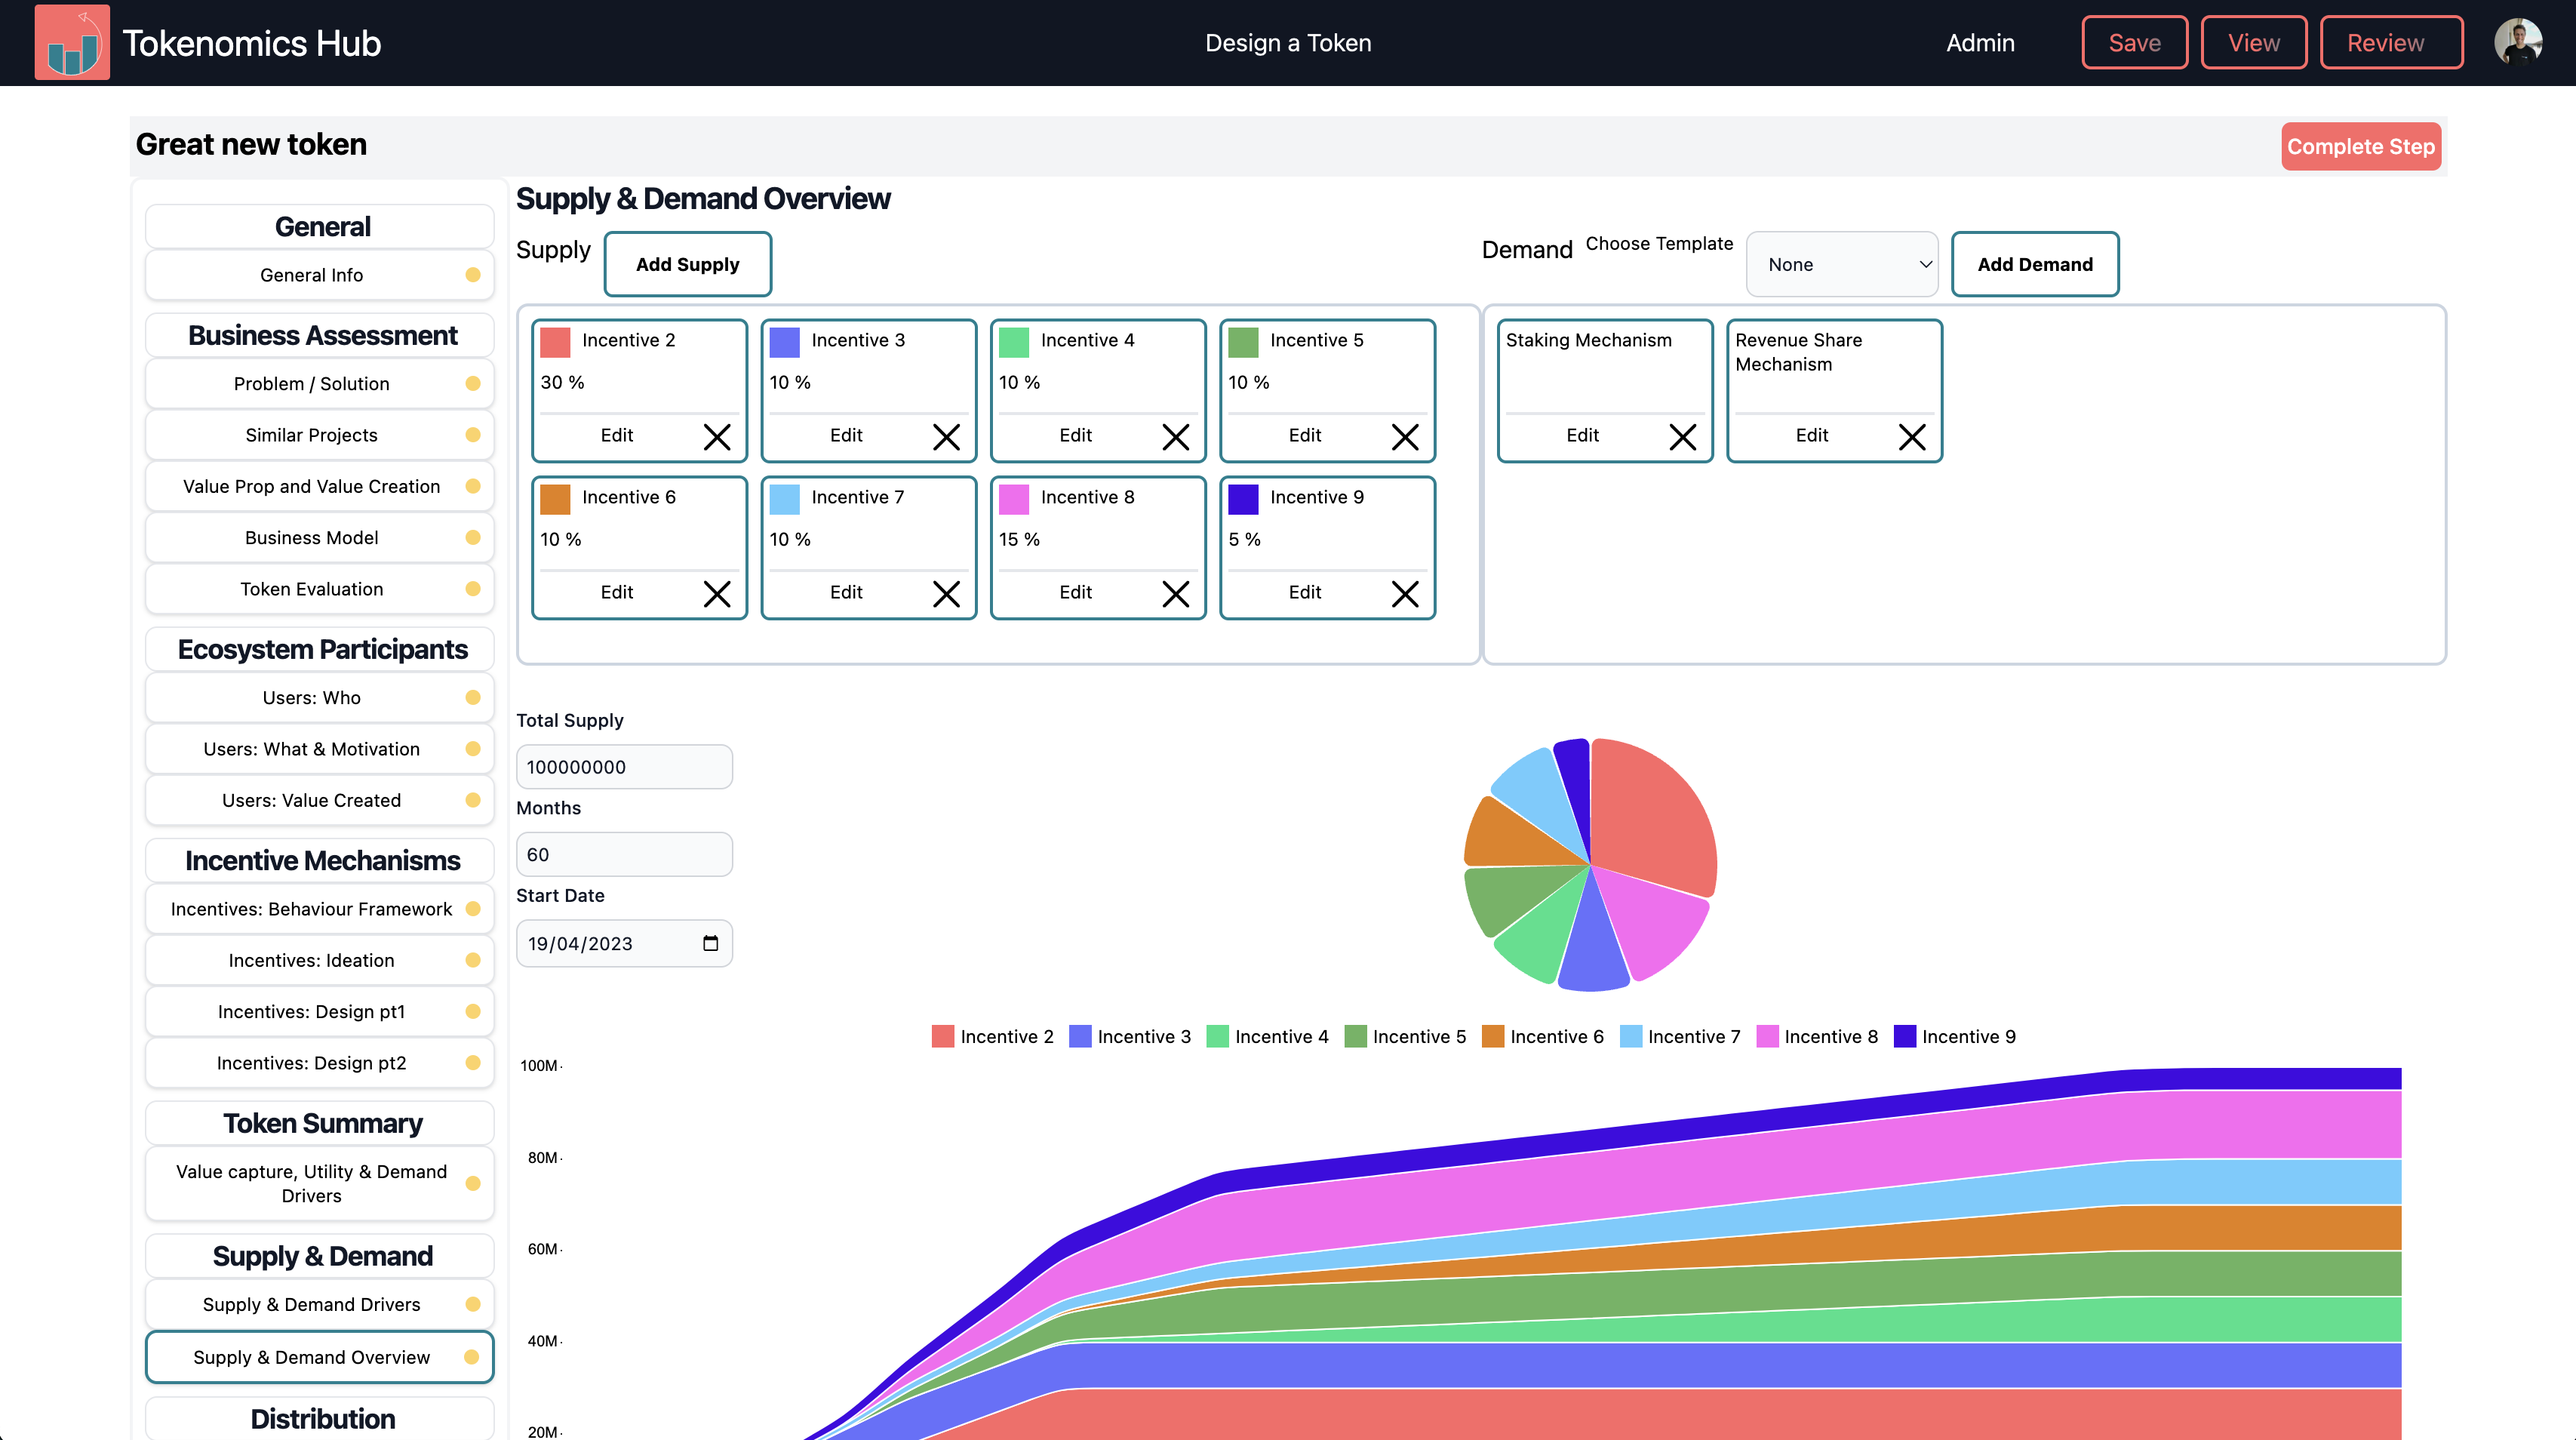 Tokenomics Hub
Design a Token
Admin
Save
View
Review
Great new token
Complete Step
General
General Info
Business Assessment
Problem / Solution
Similar Projects
Value Prop and Value Creation
Business Model
Token Evaluation
Ecosystem Participants
Users: Who
Users: What & Motivation
Users: Value Created
Incentive Mechanisms
Incentives: Behaviour Framework
Incentives: Ideation
Incentives: Design pt1
Incentives: Design pt2
Token Summary
Value capture, Utility & Demand
Drivers
Supply & Demand
Supply & Demand Drivers
Supply & Demand Overview
Distribution
Supply & Demand Overview
Supply
Add Supply
Incentive 2
30 %
Edit
Incentive 3
10 %
Edit
Incentive 4
10 %
Edit
Incentive 5
10 %
Edit
Incentive 6
10 %
Edit
Incentive 7
10 %
Edit
Incentive 8
15 %
Edit
Incentive 9
5 %
Edit
Demand
Choose Template
None
Add Demand
Staking Mechanism
Edit
Revenue Share
Mechanism
Edit
Total Supply
100000000
Months
60
Start Date
19/04/2023
Incentive 2
Incentive 3
Incentive 4
Incentive 5
Incentive 6
Incentive 7
Incentive 8
Incentive 9
100M
80M
60M
40M
20M